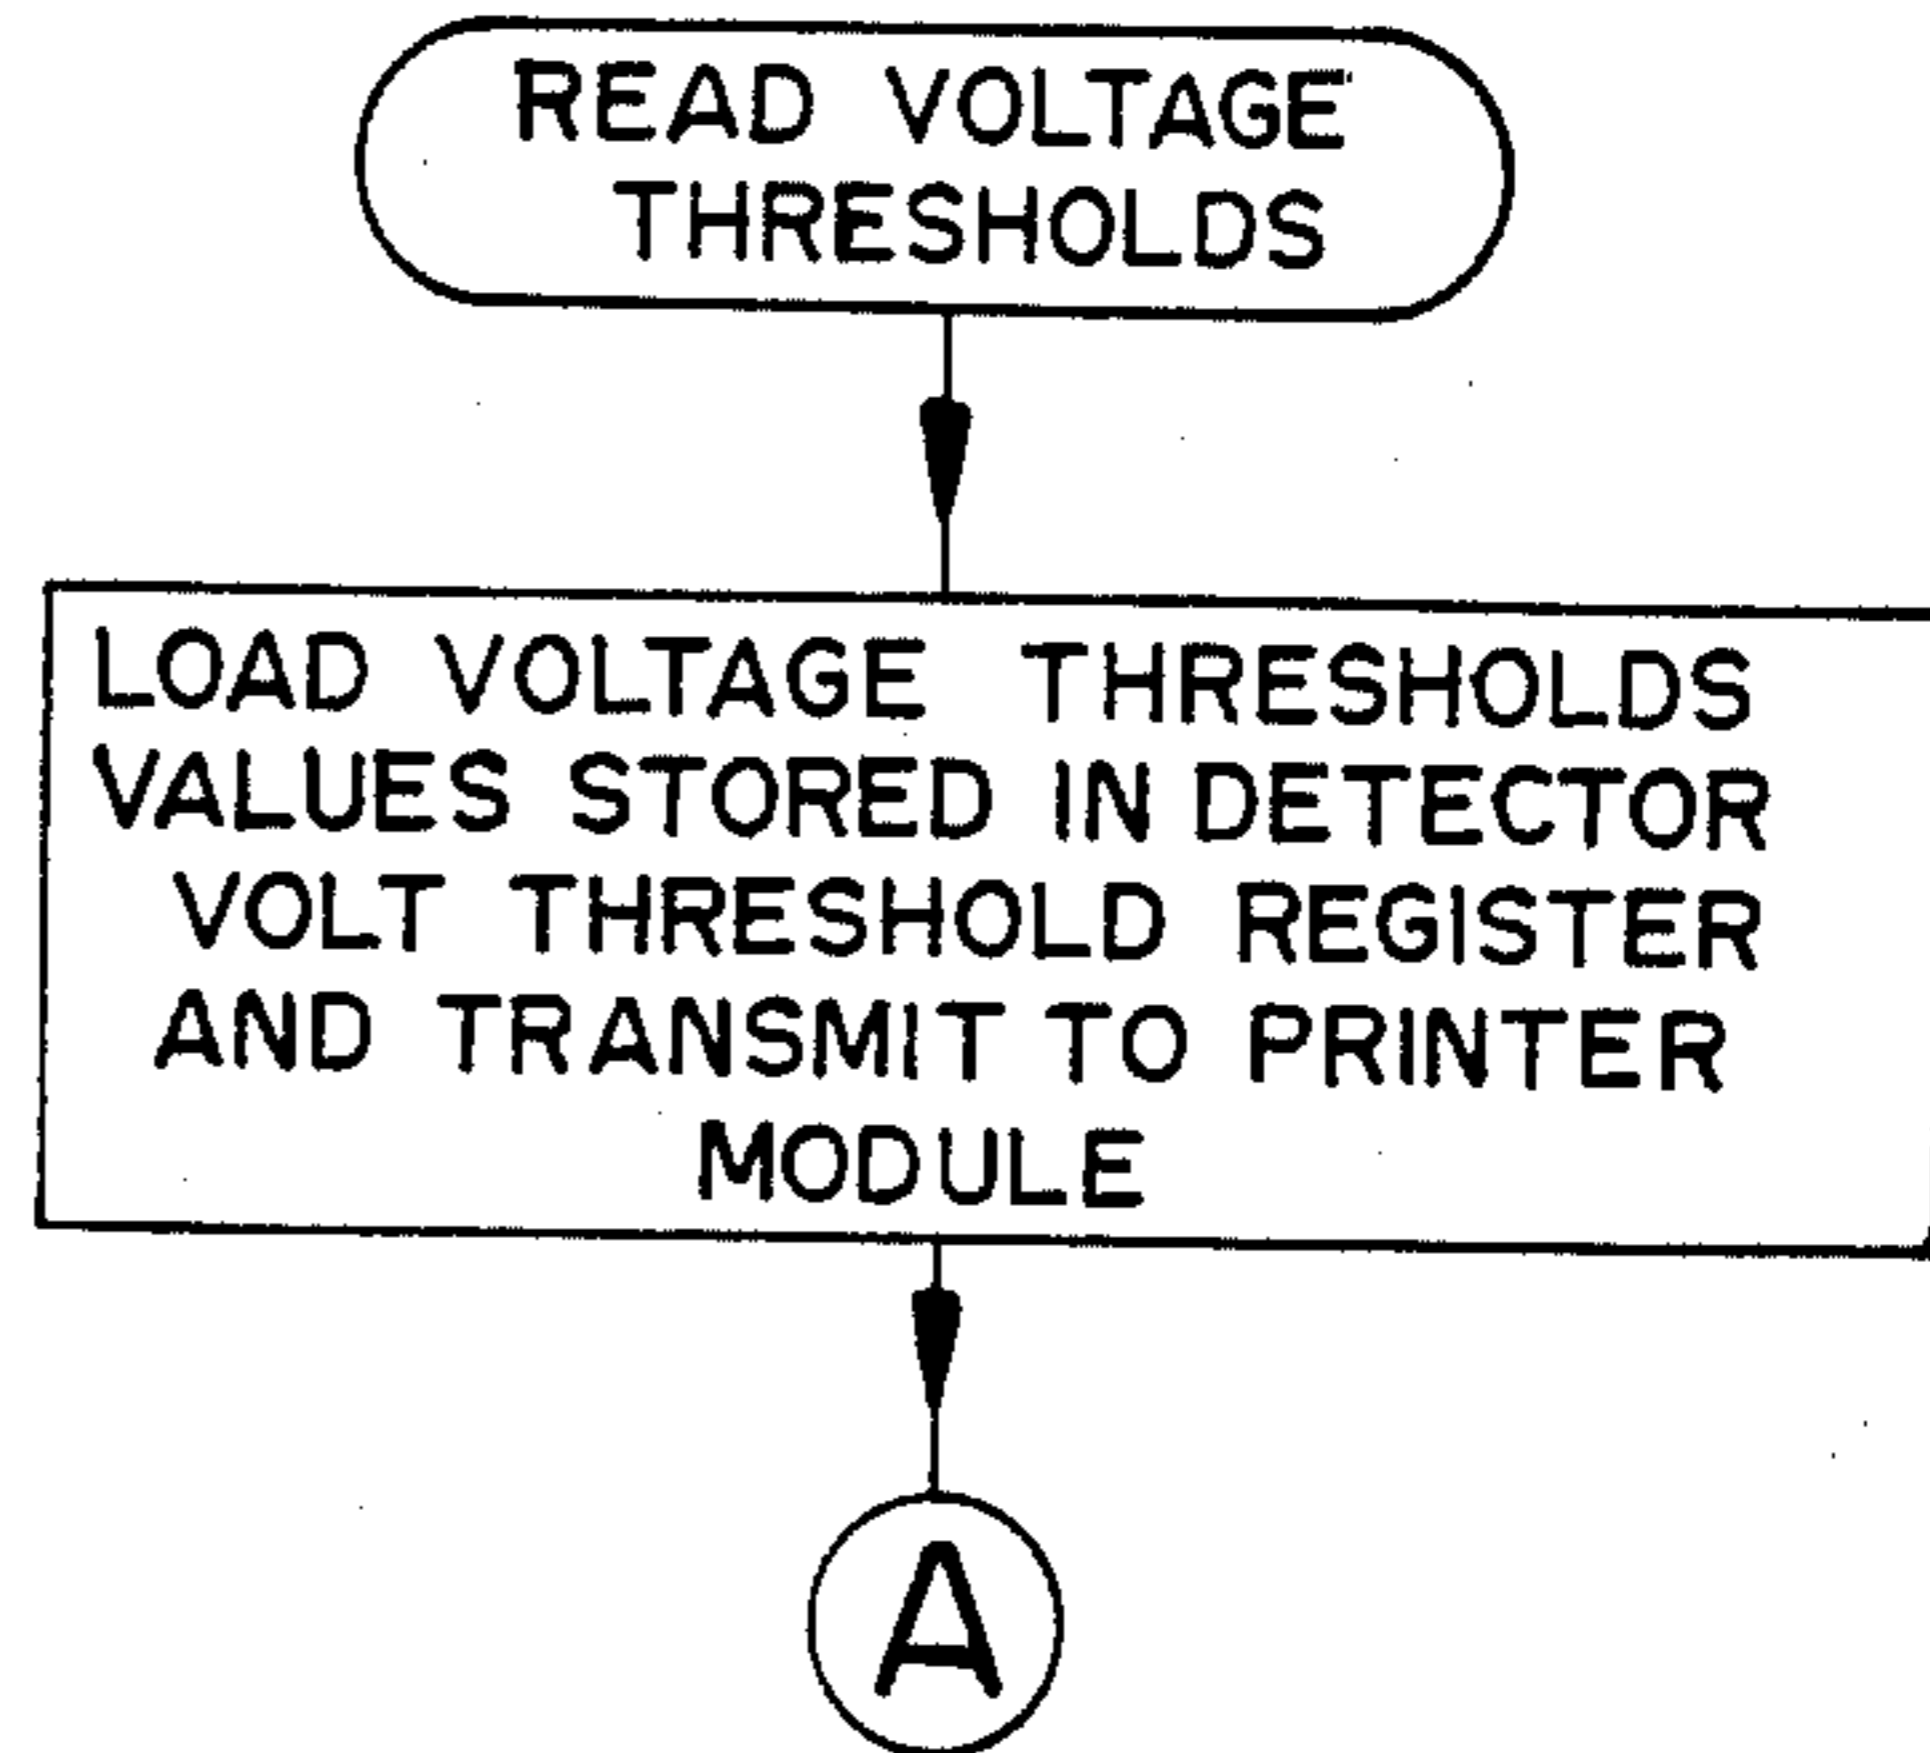 READ VOLTAGE
THRESHOLDS
LOAD VOLTAGE THRESHOLDS
VALUES STORED IN DETECTOR
VOLT THRESHOLD REGISTER
AND TRANSMIT TO PRINTER
MODULE
A